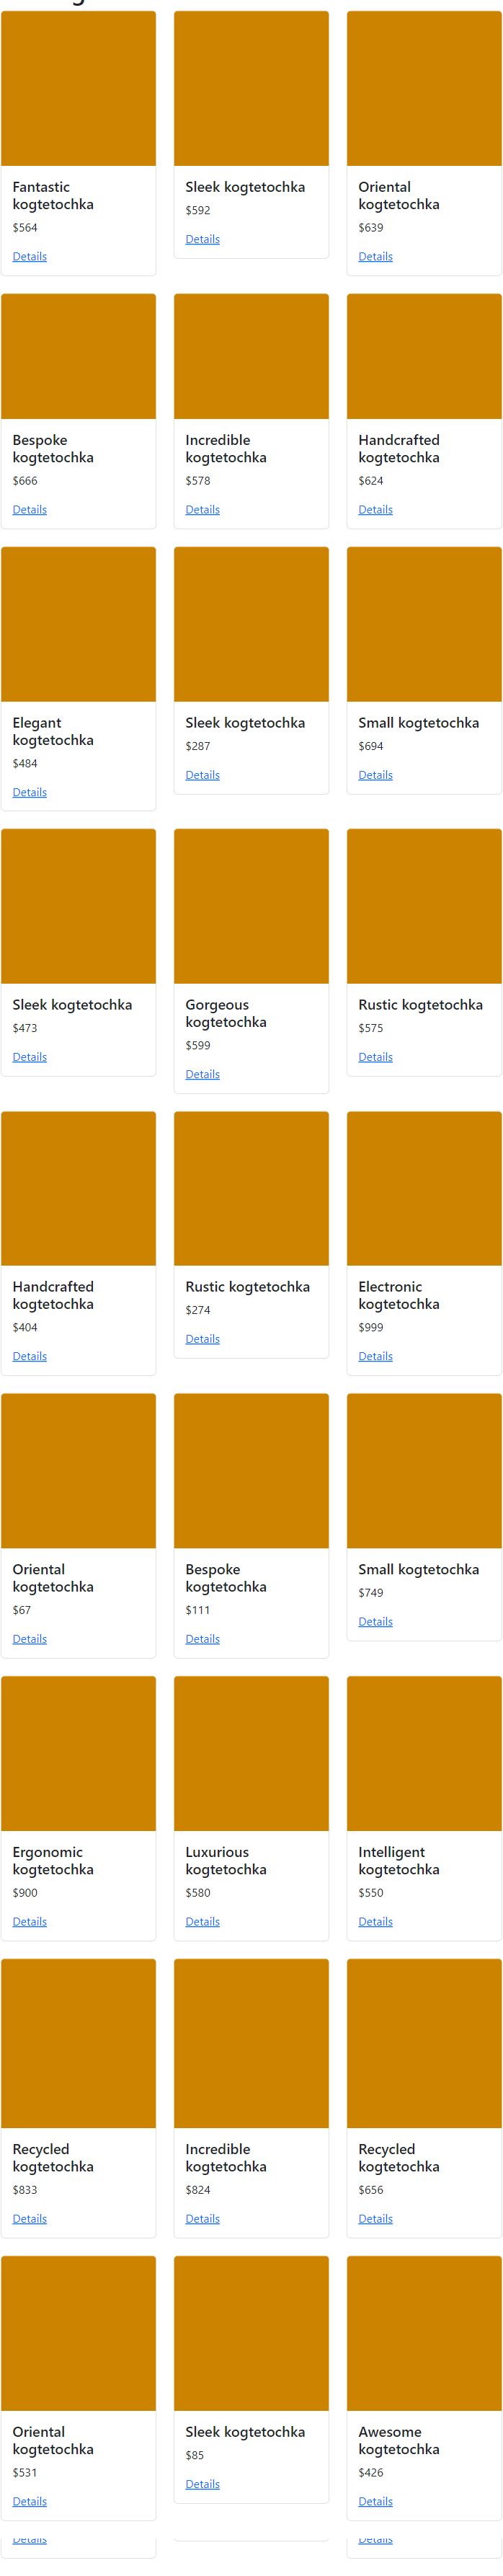 Fantastic
kogtetochka
$564
Details
Sleek kogtetochka
$592
Details
Oriental
kogtetochka
$639
Details
Bespoke
kogtetochka
$666
Details
Incredible
kogtetochka
$578
Details
Handcrafted
kogtetochka
$624
Details
Elegant
kogtetochka
$484
Details
Sleek kogtetochka
$287
Details
Small kogtetochka
$694
Details
Sleek kogtetochka
$473
Details
Gorgeous
kogtetochka
$599
Details
Rustic kogtetochka
$575
Details
Handcrafted
kogtetochka
$404
Details
Rustic kogtetochka
$274
Details
Electronic
kogtetochka
$999
Details
Oriental
kogtetochka
$67
Details
Bespoke
kogtetochka
$111
Details
Small kogtetochka
$749
Details
Ergonomic
kogtetochka
$900
Details
Luxurious
kogtetochka
$580
Details
Intelligent
kogtetochka
$550
Details
Recycled
kogtetochka
$833
Details
Incredible
kogtetochka
$824
Details
Recycled
kogtetochka
$656
Details
Oriental
kogtetochka
$531
Details
Sleek kogtetochka
$85
Details
Awesome
kogtetochka
$426
Details
Details
Details